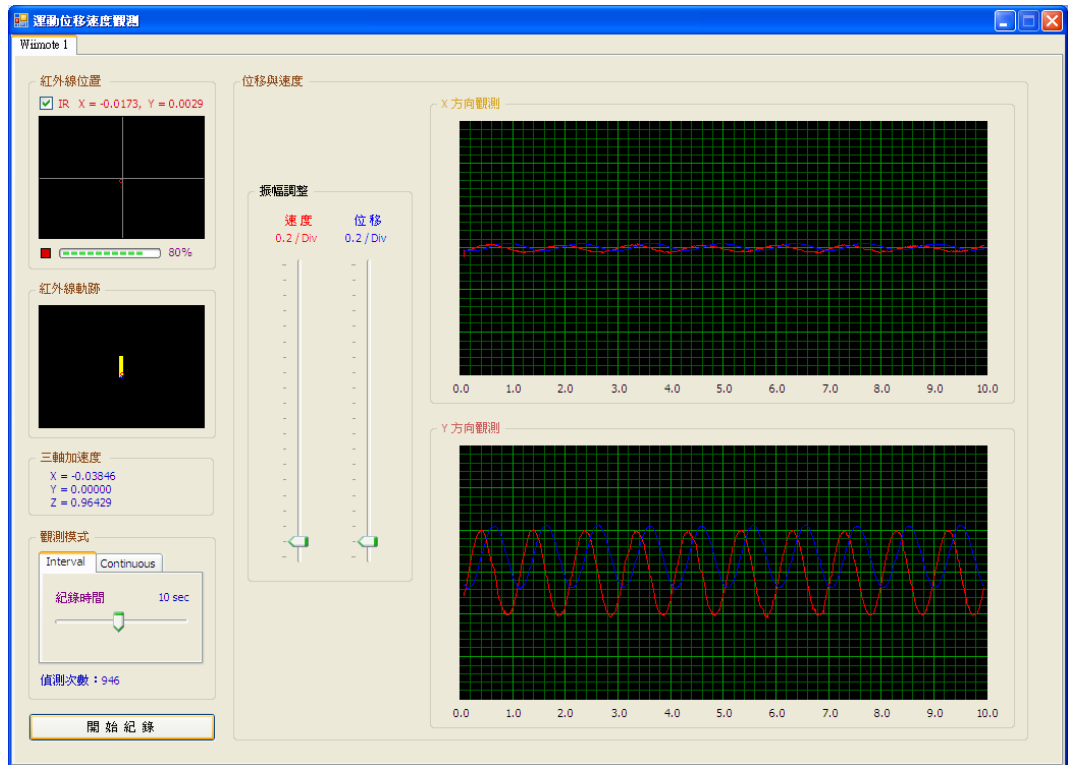 運動位移速度觀測
Wiimote 1
紅外線位置
IR X = -0.0173, Y = 0.0029
80%
紅外線軌跡
三軸加速度
X = -0.03846
Y = 0.00000
Z = 0.96429
觀測模式
Interval Continuous
紀錄時間 10 sec
偵測次數：946
開 始 紀 錄
位移與速度
振幅調整
速 度 位 移
0.2 / Div 0.2 / Div
X 方向觀測
0.0 1.0 2.0 3.0 4.0 5.0 6.0 7.0 8.0 9.0 10.0
Y 方向觀測
0.0 1.0 2.0 3.0 4.0 5.0 6.0 7.0 8.0 9.0 10.0